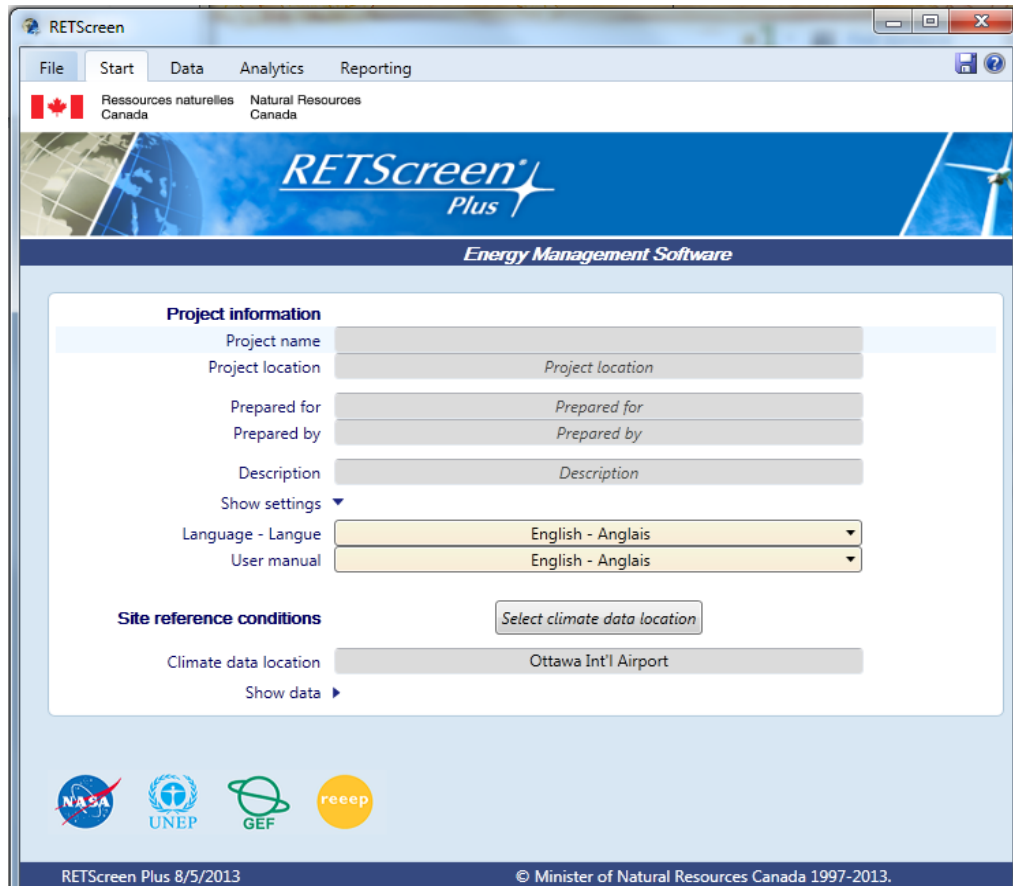 RETScreen
File Start Data Analytics Reporting
Ressources naturelles Natural Resources
Canada Canada
RETScreen
Plus
Energy Management Software
Project information
Project name
Project location Project location
Prepared for Prepared for
Prepared by Prepared by
Description Description
Show settings
Language - Langue English - Anglais
User manual English - Anglais
Site reference conditions Select climate data location
Climate data location Ottawa Int'l Airport
Show data
NASA UNEP GEF reeep
RETScreen Plus 8/5/2013 © Minister of Natural Resources Canada 1997-2013.